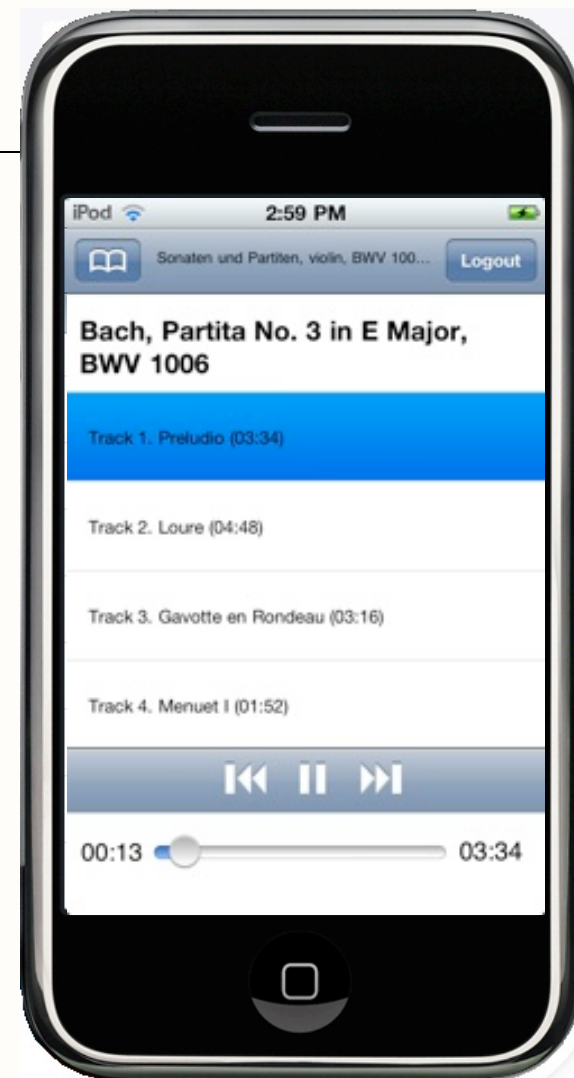 iPod 2:59 PM
Sonaten und Partiten, violin, BWV 100... Logout
Bach, Partita No. 3 in E Major,
BWV 1006
Track 1. Preludio (03:34)
Track 2. Loure (04:48)
Track 3. Gavotte en Rondeau (03:16)
Track 4. Menuet I (01:52)
00:13 03:34